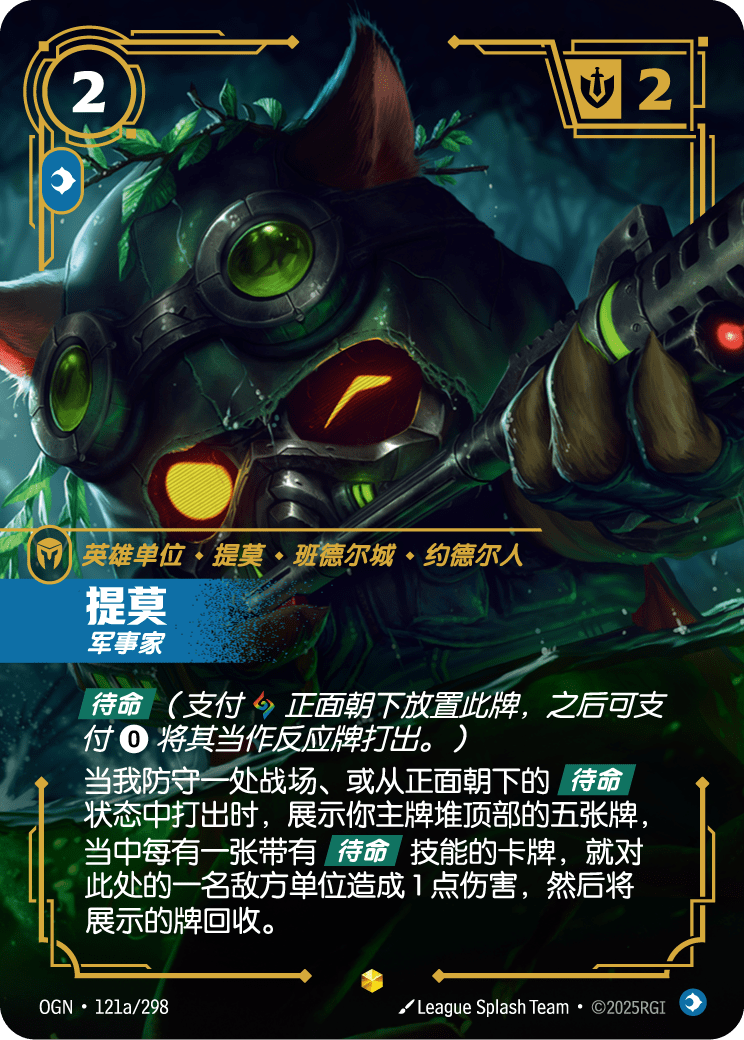 2
2
英雄单位 • 提莫 • 班德尔城 • 约德尔人
提莫
军事家
待命（支付 正面朝下放置此牌，之后可支
付 0 将其当作反应牌打出。）
当我防守一处战场、或从正面朝下的 待命
状态中打出时，展示你主牌堆顶部的五张牌，
当中每有一张带有 待命 技能的卡牌，就对
此处的一名敌方单位造成1点伤害，然后将
展示的牌回收。
OGN • 121a/298
League Splash Team • ©2025RGI